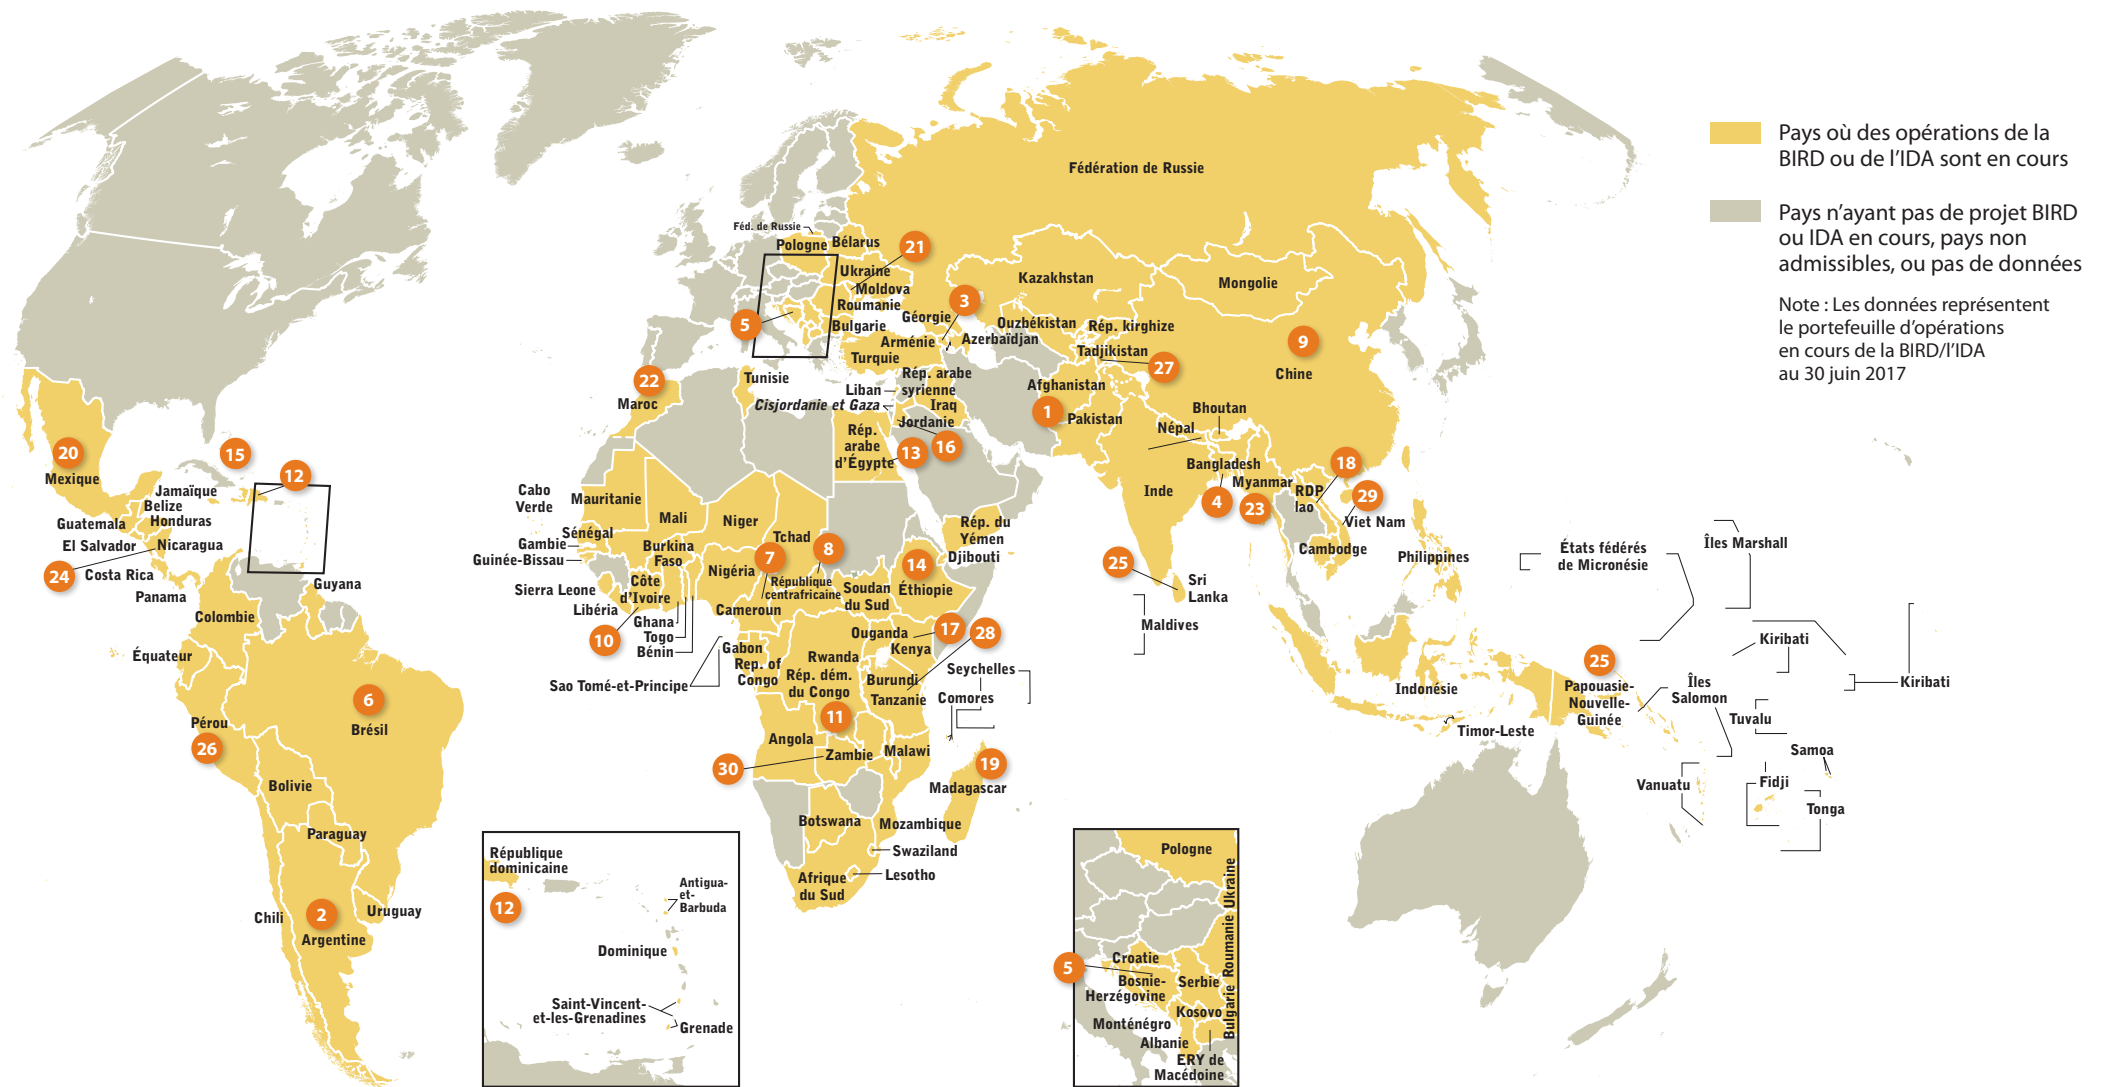 Pays où des opérations de la
BIRD ou de l'IDA sont en cours
Pays n'ayant pas de projet BIRD
ou IDA en cours, pays non
admissibles, ou pas de données
Note : Les données représentent
le portefeuille d'opérations
en cours de la BIRD/l'IDA
au 30 juin 2017
Fédération de Russie
Féd. de Russie
Pologne
Bélarus
21
Ukraine
Moldova
Roumanie
Bulgarie
5
Géorgie
3
Arménie
Azerbaïdjan
Turquie
Kazakhstan
Mongolie
Ouzbékistan
Rép. kirghize
Tadjikistan
27
9
Chine
Afghanistan
1
Pakistan
Bhoutan
Népal
Bangladesh
Inde
4
Myanmar
23
RDP
lao
18
29
Viet Nam
Cambodge
Philippines
25
Sri
Lanka
Maldives
Indonésie
Timor-Leste
25
Papouasie-
Nouvelle-
Guinée
États fédérés
de Micronésie
Îles Marshall
Kiribati
Kiribati
Îles
Salomon
Tuvalu
Samoa
Vanuatu
Fidji
Tonga
22
Maroc
Tunisie
Liban
Rép. arabe
syrienne
Cisjordanie et Gaza
Iraq
Jordanie
16
Rép.
arabe
d'Égypte
13
Rép. du
Yémen
Djibouti
Cabo
Verde
Mauritanie
Mali
Niger
Tchad
8
Sénégal
Gambie
Guinée-Bissau
Burkina
Faso
Nigéria
7
République
centrafricaine
Soudan
du Sud
14
Éthiopie
Sierra Leone
Libéria
Côte
d'Ivoire
10
Ghana
Togo
Bénin
Cameroun
Gabon
Rep. of
Congo
Sao Tomé-et-Principe
Ouganda
17
28
Kenya
Rwanda
Rép. dém.
du Congo
Burundi
Tanzanie
Seychelles
Comores
11
Angola
Zambie
30
Malawi
19
Madagascar
Botswana
Mozambique
Swaziland
Lesotho
Afrique
du Sud
20
Mexique
15
12
Jamaïque
Belize
Honduras
Guatemala
El Salvador
Nicaragua
24
Costa Rica
Panama
Guyana
Colombie
Équateur
6
Brésil
Pérou
26
Bolivie
Paraguay
Chili
2
Argentine
Uruguay
République
dominicaine
12
Antigua-
et-
Barbuda
Dominique
Saint-Vincent-
et-les-Grenadines
Grenade
Pologne
Ukraine
Roumanie
Bulgarie
Croatie
5
Bosnie-
Herzégovine
Serbie
Kosovo
Monténégro
Albanie
ERY de
Macédoine